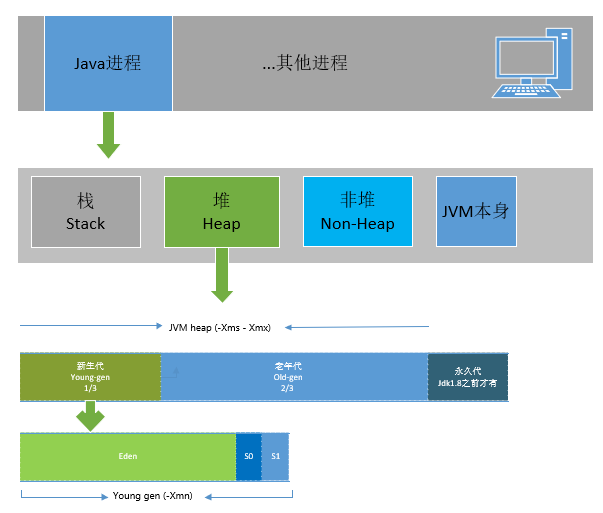 Java进程
...其他进程
栈
Stack
堆
Heap
非堆
Non-Heap
JVM本身
JVM heap (-Xms - Xmx)
新生代
Young-gen
1/3
老年代
Old-gen
2/3
永久代
Jdk1.8之前才有
Eden
S0
S1
Young gen (-Xmn)